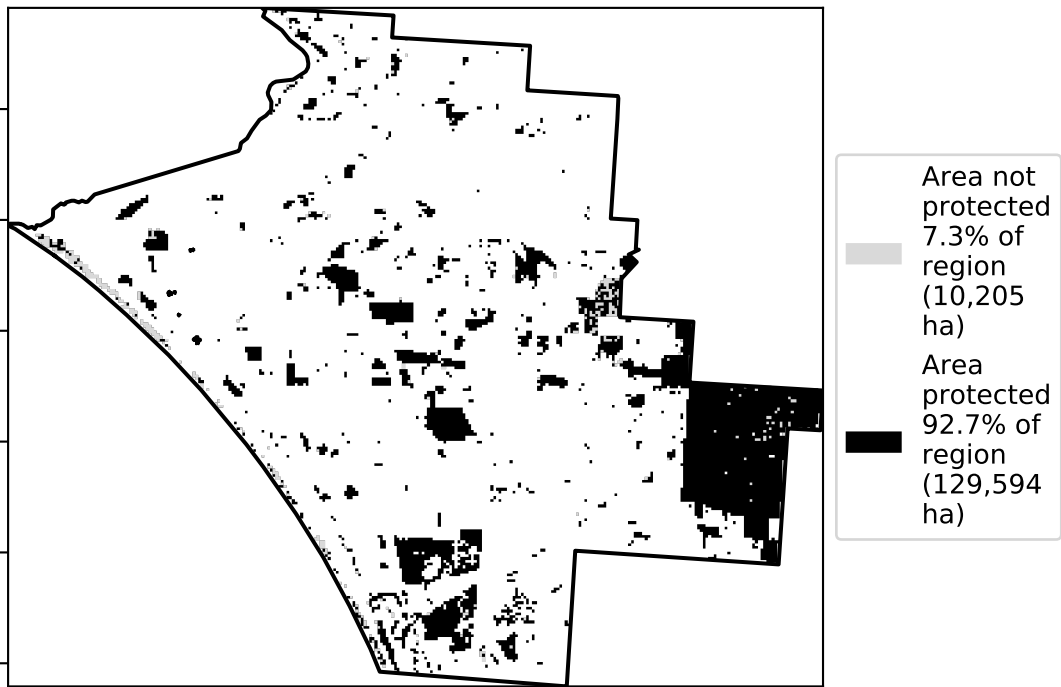 Area not
protected
7.3% of
region
(10,205
ha)
Area
protected
92.7% of
region
(129,594
ha)